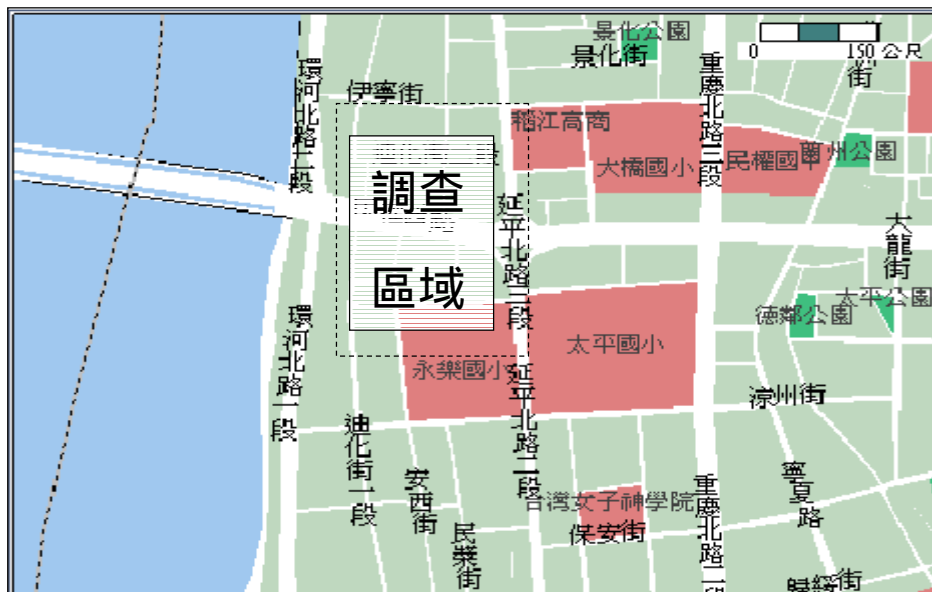 景化公園
景化街
0 150 公尺
街
環河北路二段
伊寧街
重慶北路三段
稻江高商
大橋國小
民權國中
蘭州公園
調查
區域
延平北路三段
大龍街
太平公園
德鄰公園
環河北路一段
太平國小
永樂國小
延平北路二段
涼州街
迪化街一段
安西街
寧夏路
台灣女子神學院
重慶北路二段
保安街
民樂街
歸綏街